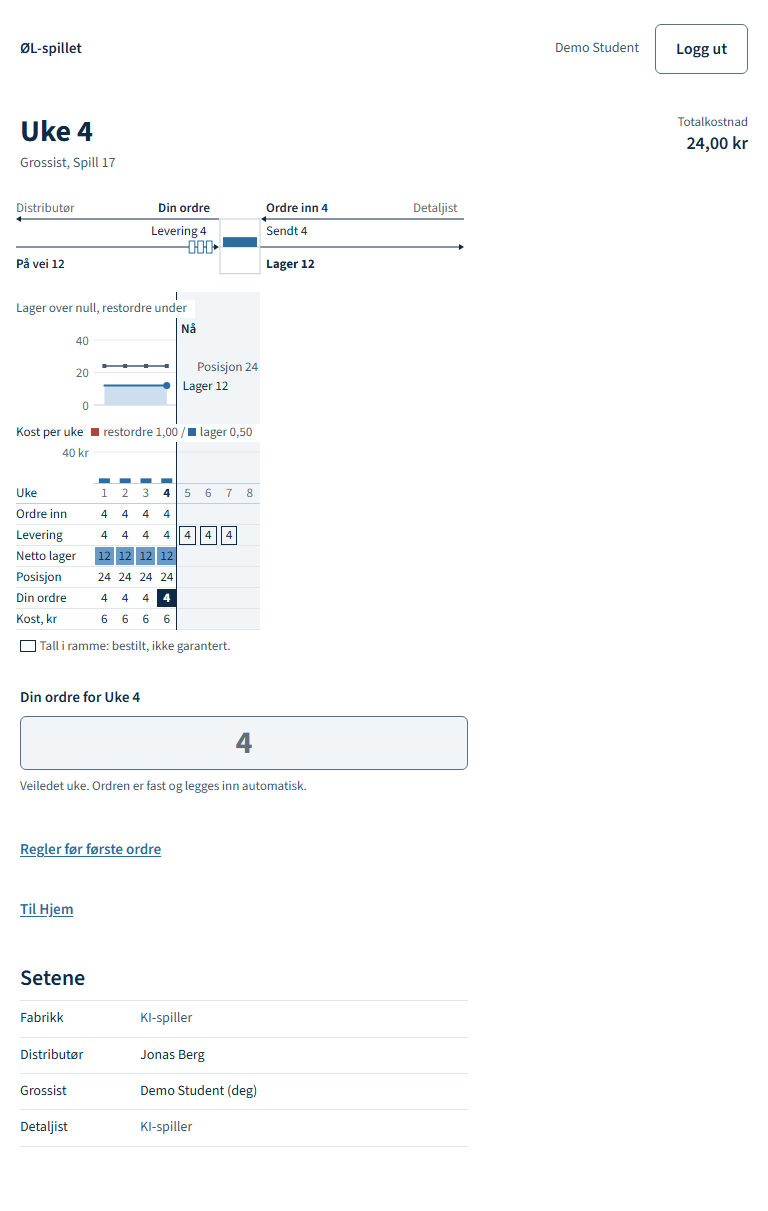 ØL-spillet
Demo Student
Logg ut
Uke 4
Totalkostnad
24,00 kr
Grossist, Spill 17
Distributør Din ordre Ordre inn 4 Detaljist
Levering 4 Sendt 4
På vei 12 Lager 12
Lager over null, restordre under
Nå
40
Posisjon 24
20
Lager 12
0
Kost per uke restordre 1,00 / lager 0,50
40 kr
Uke 1 2 3 4 5 6 7 8
Ordre inn 4 4 4 4
Levering 4 4 4 4 4 4 4
Netto lager 12 12 12 12
Posisjon 24 24 24 24
Din ordre 4 4 4 4
Kost, kr 6 6 6 6
Tall i ramme: bestilt, ikke garantert.
Din ordre for Uke 4
4
Veiledet uke. Ordren er fast og legges inn automatisk.
Regler før første ordre
Til Hjem
Setene
Fabrikk KI-spiller
Distributør Jonas Berg
Grossist Demo Student (deg)
Detaljist KI-spiller